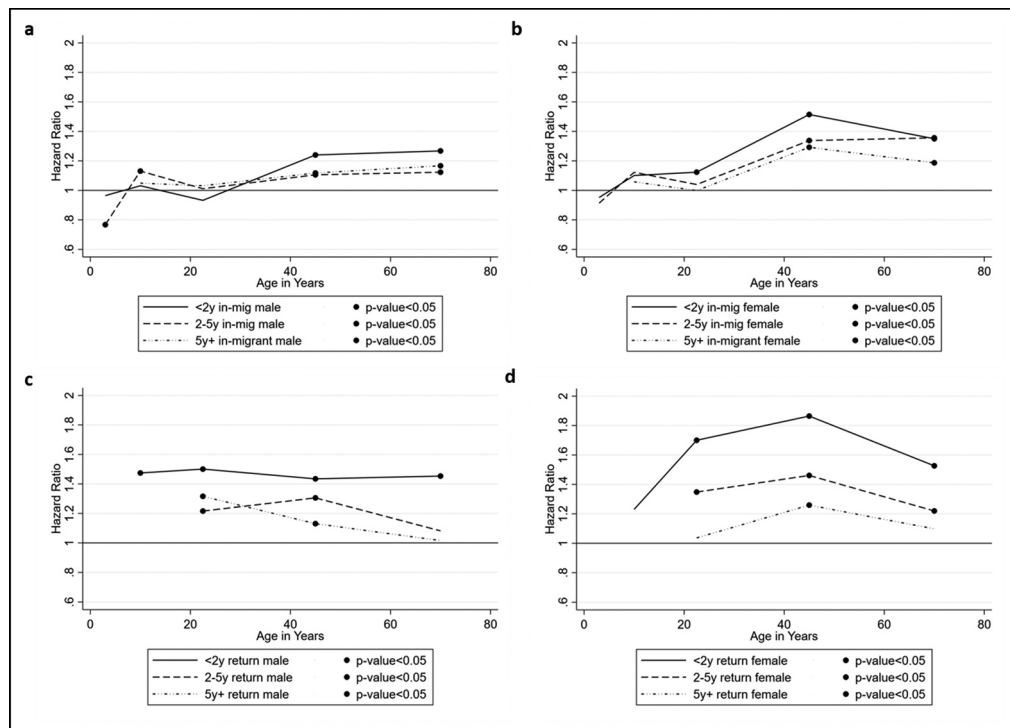 a
Hazard Ratio
2
1.8
1.6
1.4
1.2
1
.8
.6
0 20 40 60 80
Age in Years
<2y in-mig male p-value<0.05
2-5y in-mig male p-value<0.05
5y+ in-migrant male p-value<0.05
b
Hazard Ratio
2
1.8
1.6
1.4
1.2
1
.8
.6
0 20 40 60 80
Age in Years
<2y in-mig female p-value<0.05
2-5y in-mig female p-value<0.05
5y+ in-migrant female p-value<0.05
c
Hazard Ratio
2
1.8
1.6
1.4
1.2
1
.8
.6
0 20 40 60 80
Age in Years
<2y return male p-value<0.05
2-5y return male p-value<0.05
5y+ return male p-value<0.05
d
Hazard Ratio
2
1.8
1.6
1.4
1.2
1
.8
.6
0 20 40 60 80
Age in Years
<2y return female p-value<0.05
2-5y return female p-value<0.05
5y+ return female p-value<0.05